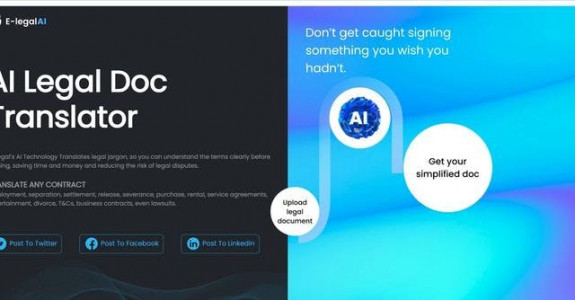 E-legalAI
AI Legal Doc
Translator
legal's AI Technology Translates legal jargon, so you can understand the terms clearly before
saving time and money and reducing the risk of legal disputes.
ANSLATE ANY CONTRACT
ployment, separation, settlement, release, severance, purchase, rental, service agreements,
ertainment, divorce, T&Cs, business contracts, even lawsuits.
Post To Twitter
Post To Facebook
Post To LinkedIn
Don't get caught signing
something you wish you
hadn't.
AI
Upload
legal
document
Get your
simplified doc